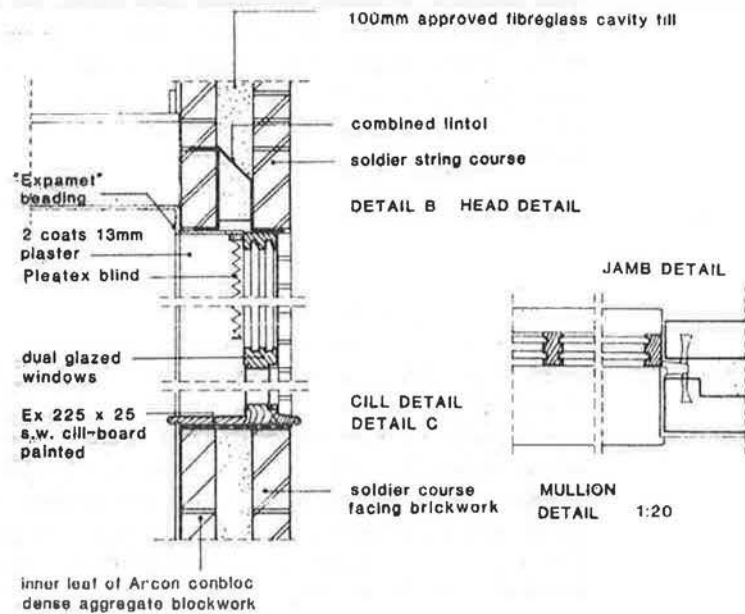 100mm approved fibreglass cavity fill
combined lintol
soldier string course
"Expamet"
beading
DETAIL B HEAD DETAIL
2 coats 13mm
plaster
Pleatex blind
JAMB DETAIL
dual glazed
windows
CILL DETAIL
DETAIL C
Ex 225 x 25
s.w. cill-board
painted
soldier course
facing brickwork
MULLION
DETAIL 1:20
inner leaf of Arcon conbloc
dense aggregate blockwork